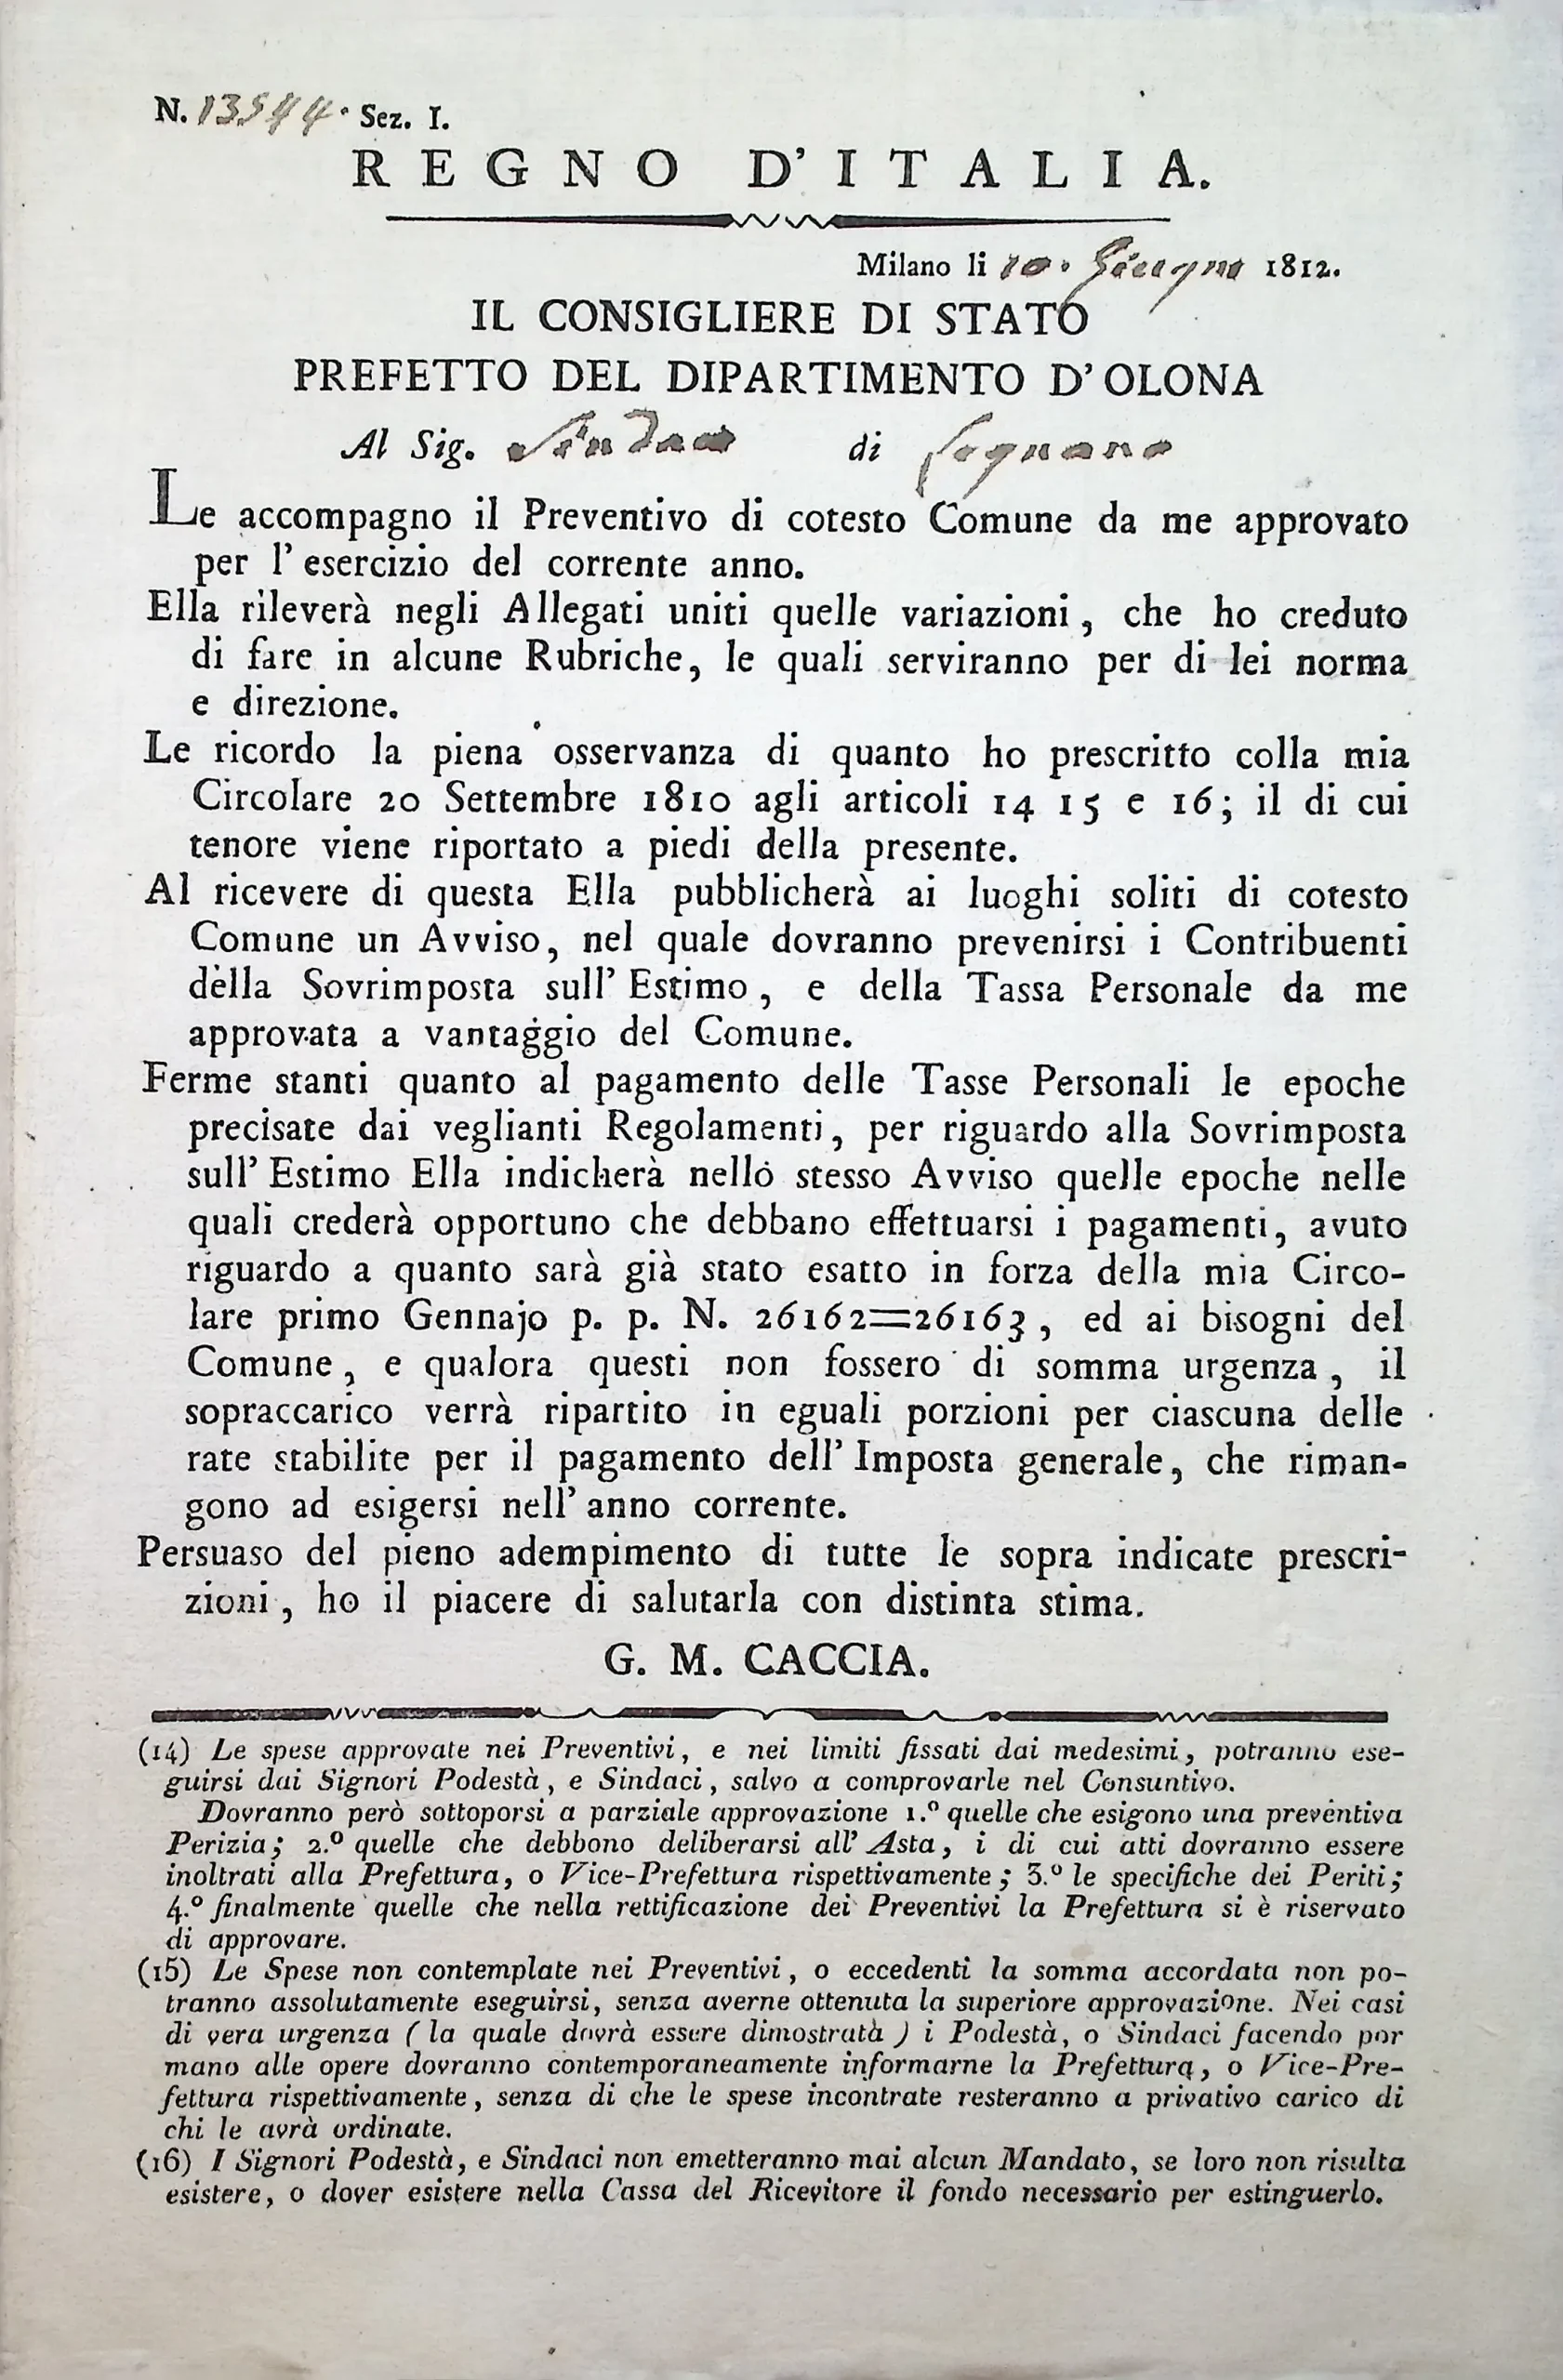 N. 13544. Sez. I.
REGNO D'ITALIA.
Milano li 10. Giugno 1812.
IL CONSIGLIERE DI STATO
PREFETTO DEL DIPARTIMENTO D'OLONA
Al Sig. Sindaco di Legnano
Le accompagno il Preventivo di cotesto Comune da me approvato
per l'esercizio del corrente anno.
Ella rileverà negli Allegati uniti quelle variazioni, che ho creduto
di fare in alcune Rubriche, le quali serviranno per di lei norma
e direzione.
Le ricordo la piena osservanza di quanto ho prescritto colla mia
Circolare 20 Settembre 1810 agli articoli 14 15 e 16; il di cui
tenore viene riportato a piedi della presente.
Al ricevere di questa Ella pubblicherà ai luoghi soliti di cotesto
Comune un Avviso, nel quale dovranno prevenirsi i Contribuenti
della Sovrimposta sull'Estimo, e della Tassa Personale da me
approvata a vantaggio del Comune.
Ferme stanti quanto al pagamento delle Tasse Personali le epoche
precisate dai veglianti Regolamenti, per riguardo alla Sovrimposta
sull'Estimo Ella indicherà nello stesso Avviso quelle epoche nelle
quali crederà opportuno che debbano effettuarsi i pagamenti, avuto
riguardo a quanto sarà già stato esatto in forza della mia Circo-
lare primo Gennajo p. p. N. 26162=26163, ed ai bisogni del
Comune, e qualora questi non fossero di somma urgenza, il
sopraccarico verrà ripartito in eguali porzioni per ciascuna delle
rate stabilite per il pagamento dell'Imposta generale, che riman-
gono ad esigersi nell'anno corrente.
Persuaso del pieno adempimento di tutte le sopra indicate prescri-
zioni, ho il piacere di salutarla con distinta stima.
G. M. CACCIA.
(14) Le spese approvate nei Preventivi, e nei limiti fissati dai medesimi, potranno ese-
guirsi dai Signori Podestà, e Sindaci, salvo a comprovarle nel Consuntivo.
Dovranno però sottoporsi a parziale approvazione 1.º quelle che esigono una preventiva
Perizia; 2.º quelle che debbono deliberarsi all'Asta, i di cui atti dovranno essere
inoltrati alla Prefettura, o Vice-Prefettura rispettivamente; 3.º le specifiche dei Periti;
4.º finalmente quelle che nella rettificazione dei Preventivi la Prefettura si è riservato
di approvare.
(15) Le Spese non contemplate nei Preventivi, o eccedenti la somma accordata non po-
tranno assolutamente eseguirsi, senza averne ottenuta la superiore approvazione. Nei casi
di vera urgenza (la quale dovrà essere dimostrata) i Podestà, o Sindaci facendo por
mano alle opere dovranno contemporaneamente informarne la Prefettura, o Vice-Pre-
fettura rispettivamente, senza di che le spese incontrate resteranno a privativo carico di
chi le avrà ordinate.
(16) I Signori Podestà, e Sindaci non emetteranno mai alcun Mandato, se loro non risulta
esistere, o dover esistere nella Cassa del Ricevitore il fondo necessario per estinguerlo.